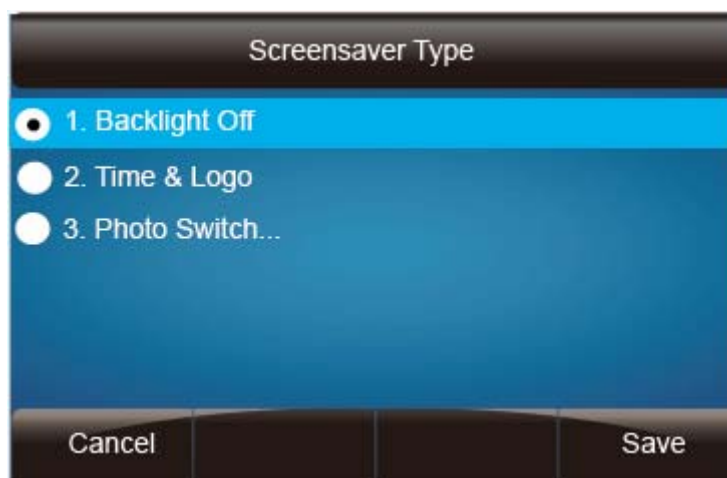 Screensaver Type
1. Backlight Off
2. Time & Logo
3. Photo Switch...
Cancel Save